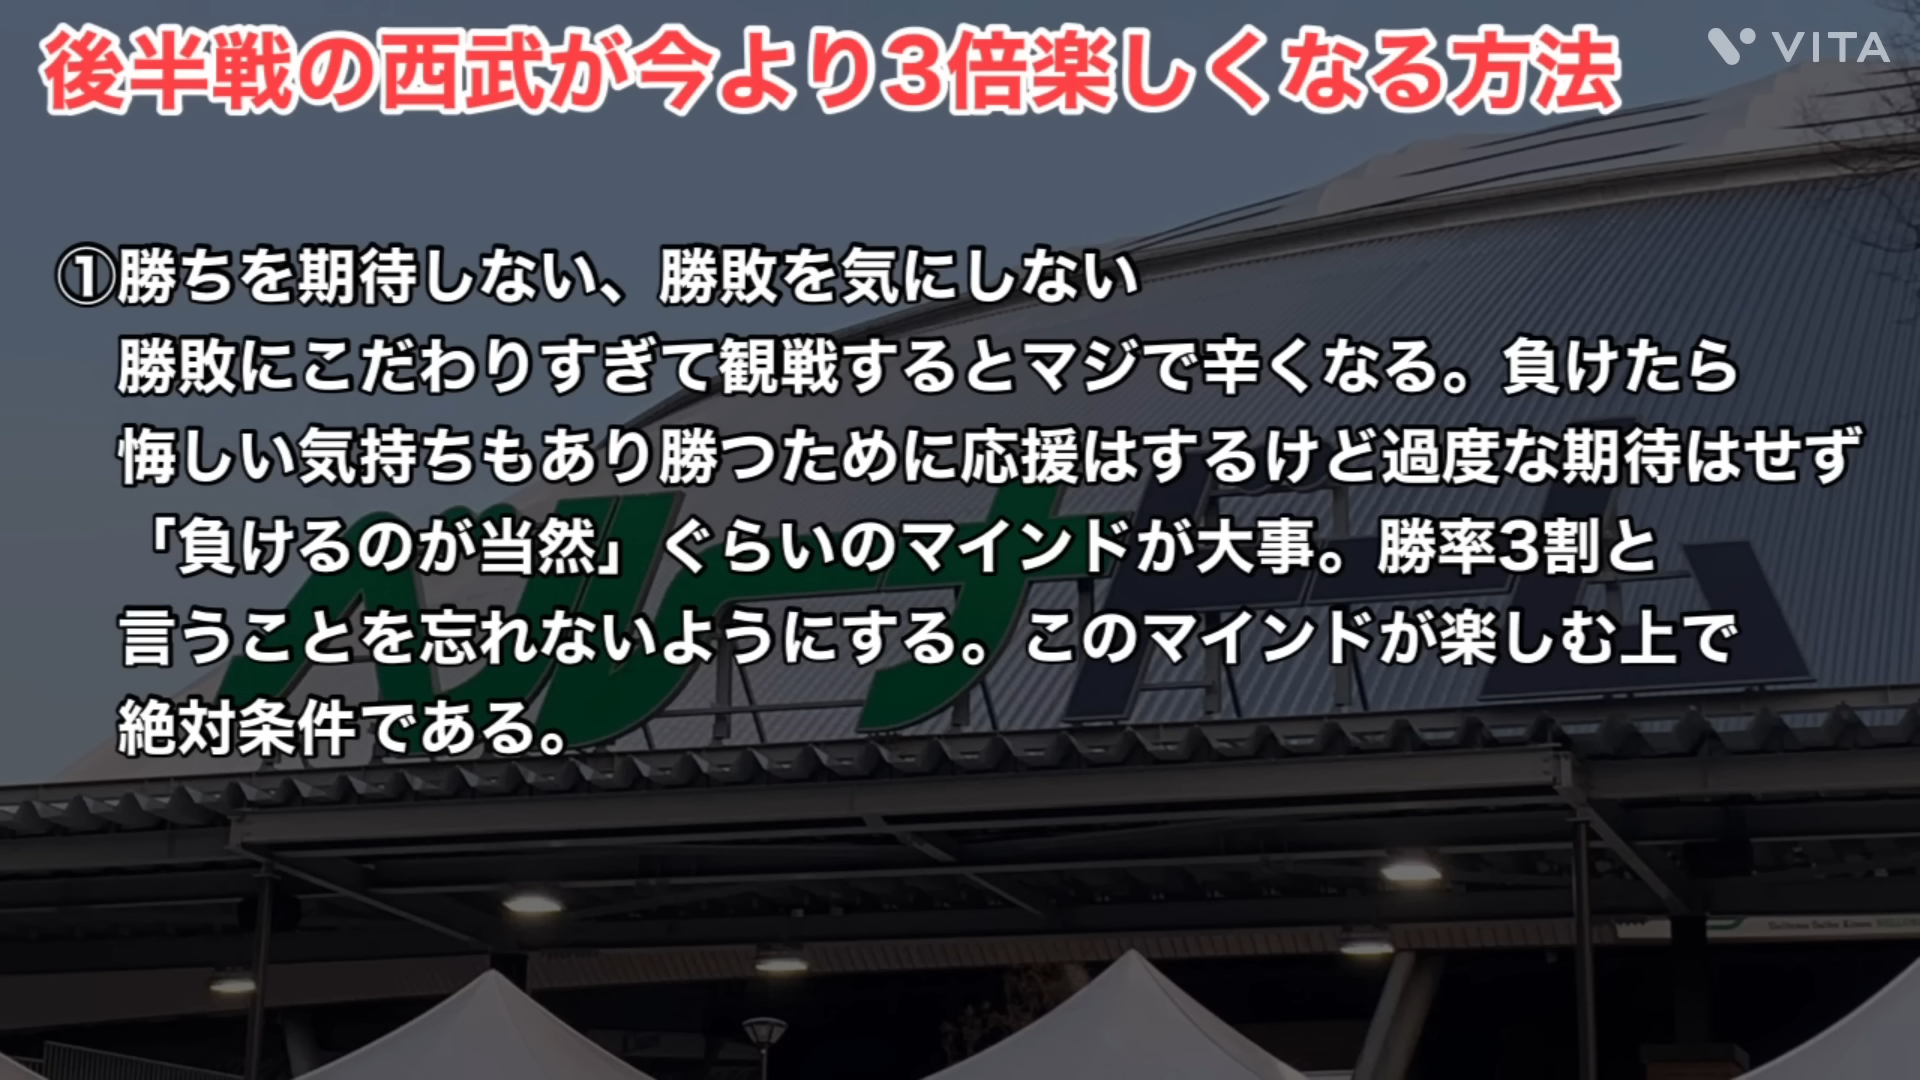 後半戦の西武が今より3倍楽しくなる方法
VITA
①勝ちを期待しない、勝敗を気にしない
勝敗にこだわりすぎて観戦するとマジで辛くなる。負けたら
悔しい気持ちもあり勝つために応援はするけど過度な期待はせず
「負けるのが当然」ぐらいのマインドが大事。勝率3割と
言うことを忘れないようにする。このマインドが楽しむ上で
絶対条件である。
ベルーナドーム